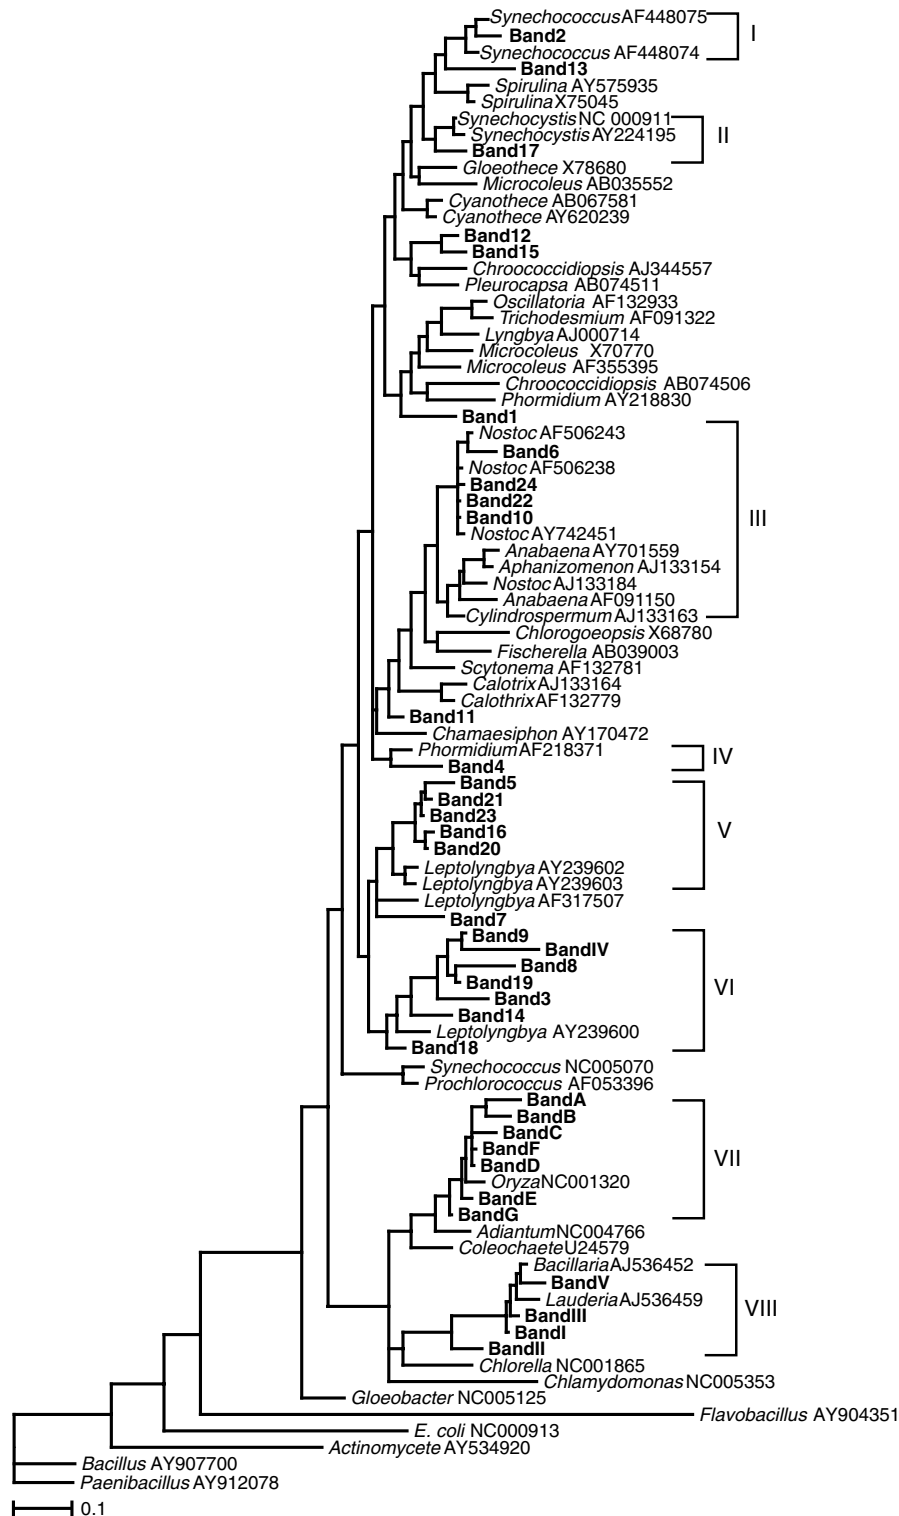 Synechococcus AF448075
I
Band2
Synechococcus AF448074
Band13
Spirulina AY575935
Spirulina X75045
Synechocystis NC 000911
II
Synechocystis AY224195
Band17
Gloeothece X78680
Microcoleus AB035552
Cyanothece AB067581
Cyanothece AY620239
Band12
Band15
Chroococcidiopsis AJ344557
Pleurocapsa AB074511
Oscillatoria AF132933
Trichodesmium AF091322
Lyngbya AJ000714
Microcoleus X70770
Microcoleus AF355395
Chroococcidiopsis AB074506
Phormidium AY218830
Band1
Nostoc AF506243
Band6
Nostoc AF506238
Band24
Band22
Band10
III
Nostoc AY742451
Anabaena AY701559
Aphanizomenon AJ133154
Nostoc AJ133184
Anabaena AF091150
Cylindrospermum AJ133163
Chlorogoeopsis X68780
Fischerella AB039003
Scytonema AF132781
Calotrix AJ133164
Calothrix AF132779
Band11
Chamaesiphon AY170472
Phormidium AF218371
IV
Band4
Band5
Band21
Band23
V
Band16
Band20
Leptolyngbya AY239602
Leptolyngbya AY239603
Leptolyngbya AF317507
Band7
Band9
BandIV
Band8
Band19
VI
Band3
Band14
Leptolyngbya AY239600
Band18
Synechococcus NC005070
Prochlorococcus AF053396
BandA
BandB
BandC
BandF
VII
BandD
Oryza NC001320
BandE
BandG
Adiantum NC004766
Coleochaete U24579
Bacillaria AJ536452
BandV
Lauderia AJ536459
VIII
BandIII
BandI
BandII
Chlorella NC001865
Chlamydomonas NC005353
Gloeobacter NC005125
Flavobacillus AY904351
E. coli NC000913
Actinomycete AY534920
Bacillus AY907700
Paenibacillus AY912078
0.1